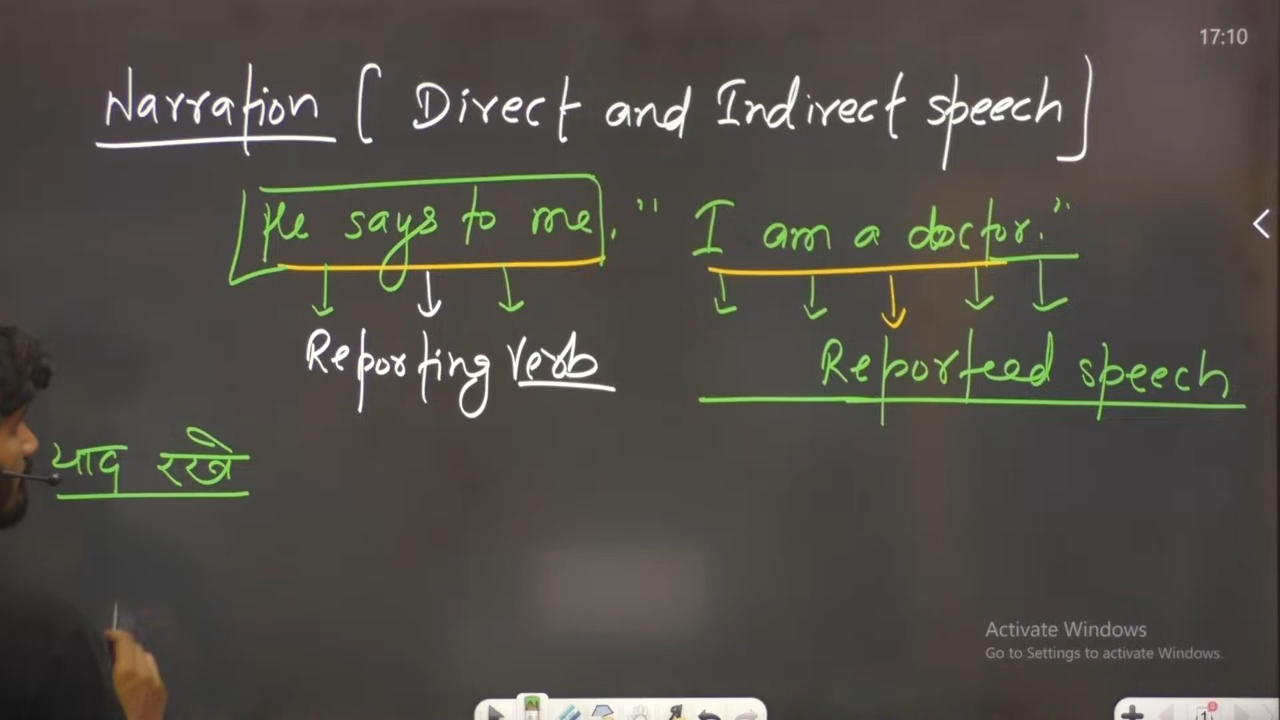 17:10
Narration [ Direct and Indirect speech ]
He says to me, " I am a doctor."
Reporting Verb Reporteed speech
याद रखे
Activate Windows
Go to Settings to activate Windows.